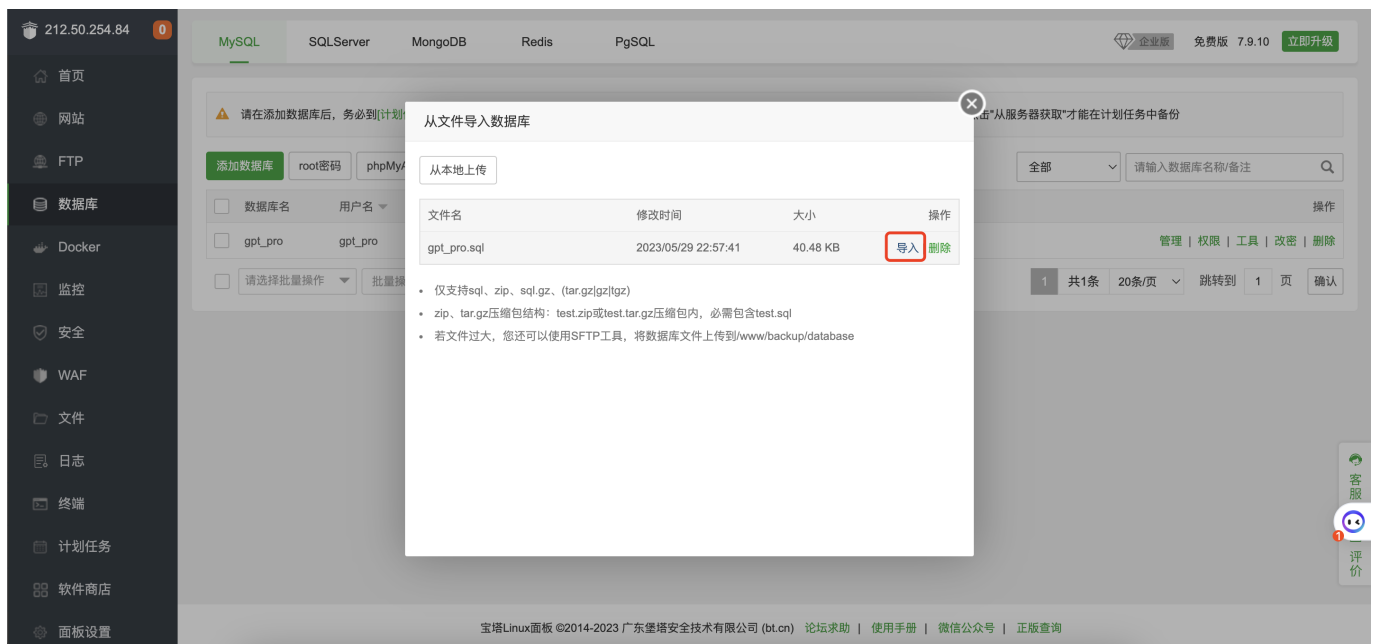 212.50.254.84 0
首页
网站
FTP
数据库
Docker
监控
安全
WAF
文件
日志
终端
计划任务
软件商店
面板设置
MySQL SQLServer MongoDB Redis PgSQL
企业版 免费版 7.9.10 立即升级
请在添加数据库后，务必到[计划 击"从服务器获取"才能在计划任务中备份
添加数据库 root密码 phpMyA 全部 请输入数据库名称/备注
数据库名 用户名 操作
gpt_pro gpt_pro 管理 | 权限 | 工具 | 改密 | 删除
请选择批量操作 批量操 1 共1条 20条/页 跳转到 1 页 确认
从文件导入数据库
从本地上传
文件名 修改时间 大小 操作
gpt_pro.sql 2023/05/29 22:57:41 40.48 KB 导入 删除
• 仅支持sql、zip、sql.gz、(tar.gz|gz|tgz)
• zip、tar.gz压缩包结构：test.zip或test.tar.gz压缩包内，必需包含test.sql
• 若文件过大，您还可以使用SFTP工具，将数据库文件上传到/www/backup/database
客服
1
评价
宝塔Linux面板 ©2014-2023 广东堡塔安全技术有限公司 (bt.cn) 论坛求助 | 使用手册 | 微信公众号 | 正版查询